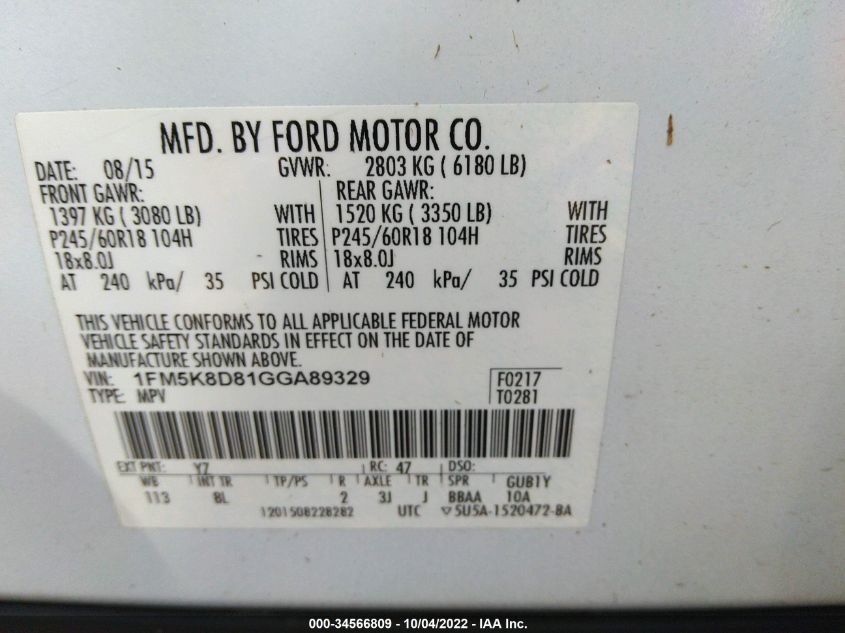 MFD. BY FORD MOTOR CO.
DATE: 08/15 GVWR: 2803 KG ( 6180 LB)
FRONT GAWR: REAR GAWR:
1397 KG ( 3080 LB) WITH 1520 KG ( 3350 LB) WITH
P245/60R18 104H TIRES P245/60R18 104H TIRES
18x8.0J RIMS 18x8.0J RIMS
AT 240 kPa/ 35 PSI COLD AT 240 kPa/ 35 PSI COLD
THIS VEHICLE CONFORMS TO ALL APPLICABLE FEDERAL MOTOR
VEHICLE SAFETY STANDARDS IN EFFECT ON THE DATE OF
MANUFACTURE SHOWN ABOVE.
VIN: 1FM5K8D81GGA89329 F0217
TYPE: MPV T0281
EXT PNT: Y7 RC: 47 DSO:
WB INT TR TP/PS R AXLE TR SPR GUB1Y
113 8L 2 3J J BBAA 10A
1201508228282 UTC ▽ 5U5A-1520472-BA
000-34566809 - 10/04/2022 - IAA Inc.